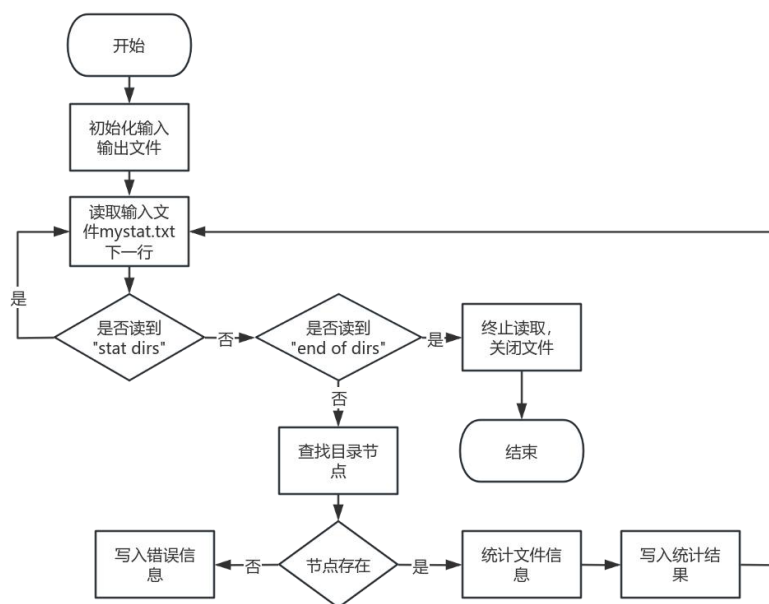 开始
初始化输入
输出文件
读取输入文
件mystat.txt
下一行
是
是否读到
"stat dirs"
否
是否读到
"end of dirs"
是
终止读取，
关闭文件
否
查找目录节
点
结束
写入错误信
息
否
节点存在
是
统计文件信
息
写入统计结
果